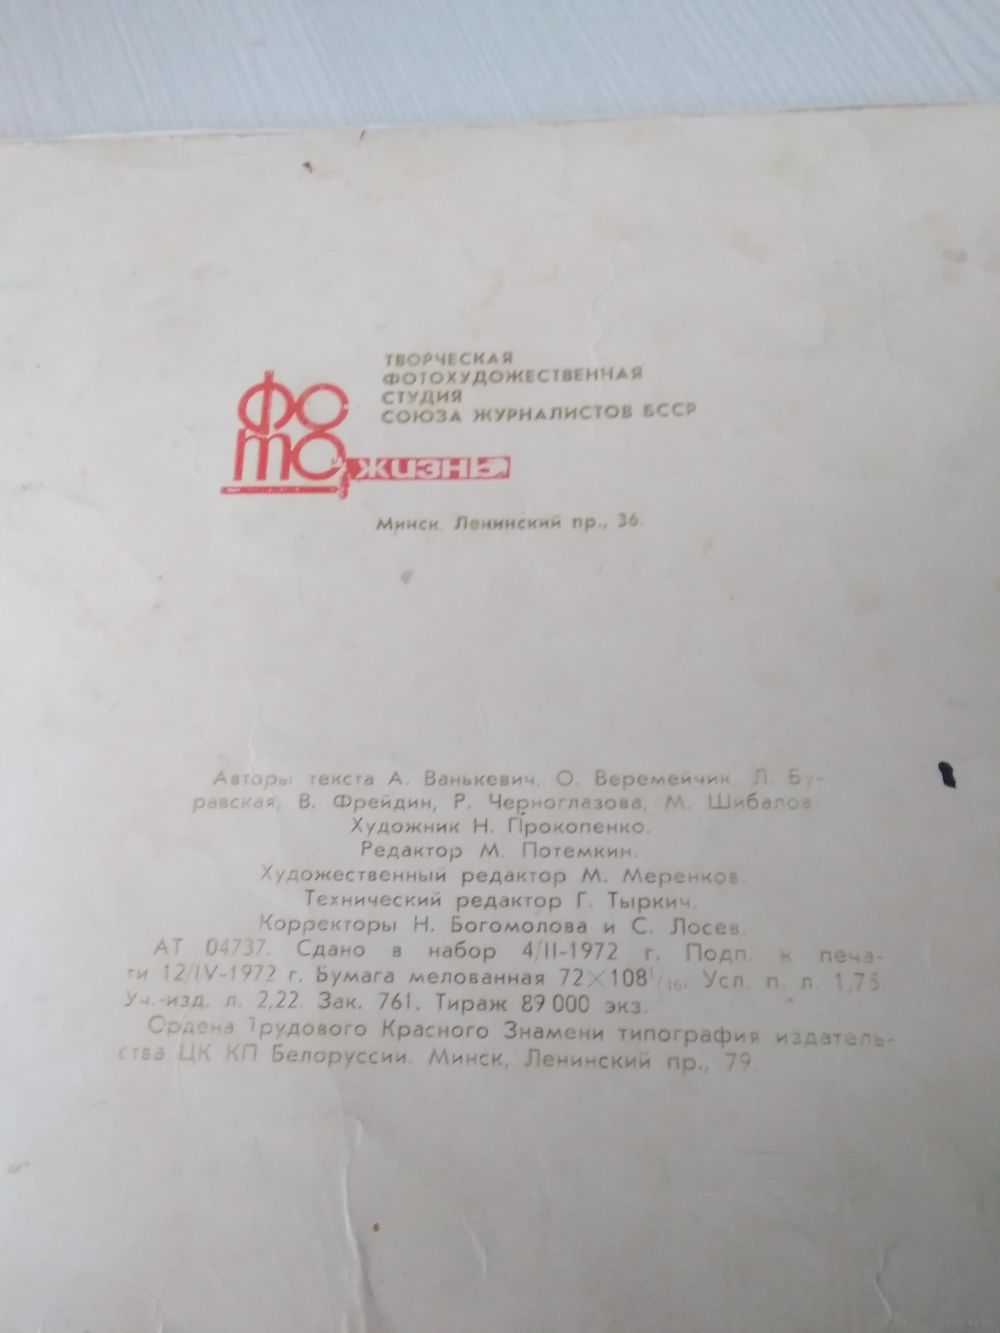 ТВОРЧЕСКАЯ
ФОТОХУДОЖЕСТВЕННАЯ
СТУДИЯ
СОЮЗА ЖУРНАЛИСТОВ БССР
ФО
ТО
ЖИЗНЬ
Минск Ленинский пр., 36.
Авторы текста А. Ванькевич, О. Веремейчик, Л. Бу-
равская, В. Фрейдин, Р. Черноглазова, М. Шибалов
Художник Н. Прокопенко.
Редактор М. Потемкин.
Художественный редактор М. Меренков.
Технический редактор Г. Тыркич.
Корректоры Н. Богомолова и С. Лосев.
АТ 04737. Сдано в набор 4/II-1972 г. Подп. к печа-
ти 12/IV-1972 г. Бумага мелованная 72×108¹/₁₆. Усл. п. л. 1,75.
Уч.-изд. л. 2,22. Зак. 761. Тираж 89 000 экз.
Ордена Трудового Красного Знамени типография издатель-
ства ЦК КП Белоруссии. Минск, Ленинский пр., 79.